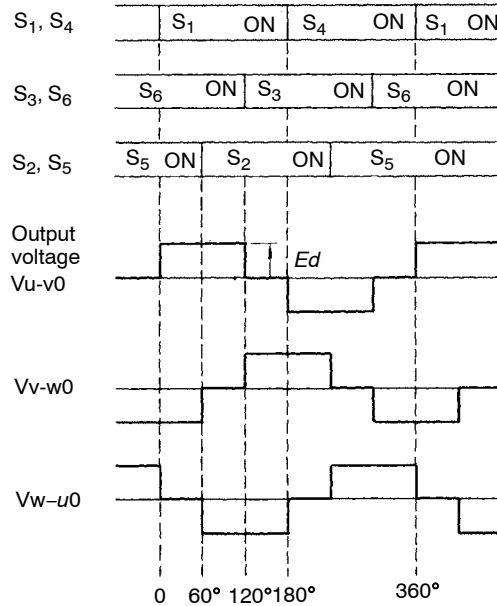 S1, S4 S1 ON S4 ON S1 ON
S3, S6 S6 ON S3 ON S6 ON
S2, S5 S5 ON S2 ON S5 ON
Output
voltage
Vu-v0
Ed
Vv-w0
Vw–u0
0 60° 120° 180° 360°